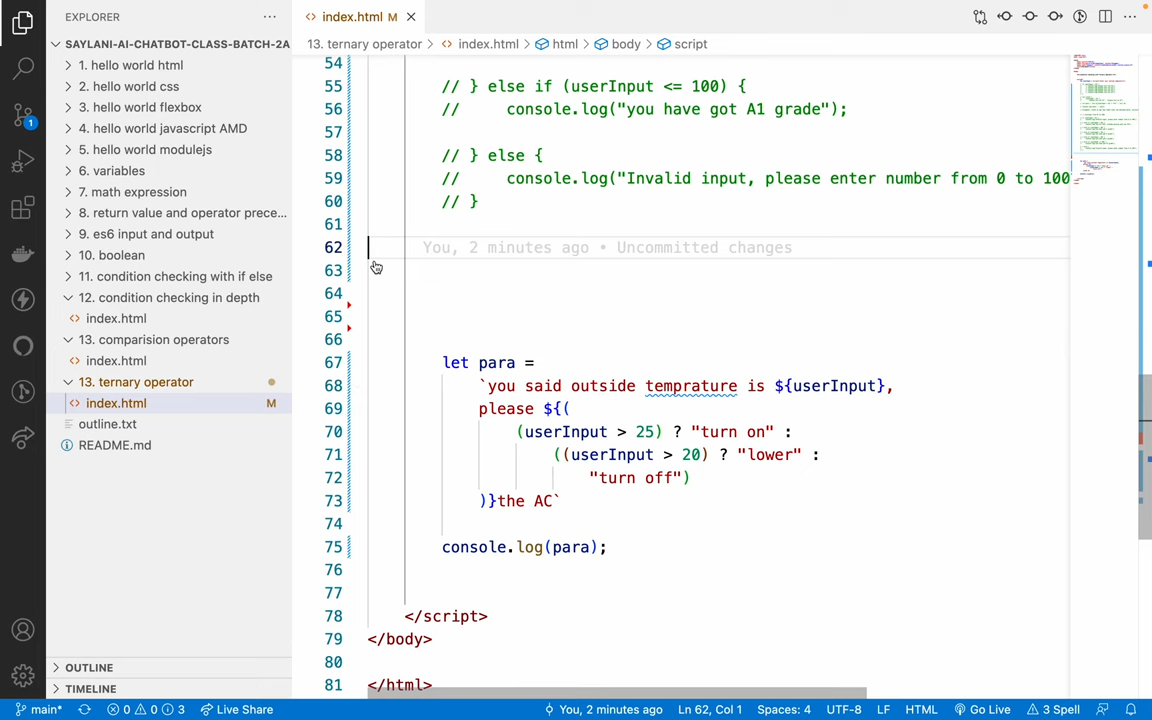 EXPLORER
index.html M
SAYLANI-AI-CHATBOT-CLASS-BATCH-2A
13. ternary operator > index.html > html > body > script
1. hello world html
2. hello world css
3. hello world flexbox
4. hello world javascript AMD
5. hello world modulejs
6. variables
7. math expression
8. return value and operator prece...
9. es6 input and output
10. boolean
11. condition checking with if else
12. condition checking in depth
index.html
13. comparision operators
index.html
13. ternary operator
index.html M
outline.txt
README.md
OUTLINE
TIMELINE
1
54
55 // } else if (userInput <= 100) {
56 // console.log("you have got A1 grade");
57
58 // } else {
59 // console.log("Invalid input, please enter number from 0 to 100
60 // }
61
62 You, 2 minutes ago • Uncommitted changes
63
64
65
66
67 let para =
68 `you said outside temprature is ${userInput},
69 please ${(
70 (userInput > 25) ? "turn on" :
71 ((userInput > 20) ? "lower" :
72 "turn off")
73 )}the AC`
74
75 console.log(para);
76
77
78 </script>
79 </body>
80
81 </html>
main* 0 0 3 Live Share You, 2 minutes ago Ln 62, Col 1 Spaces: 4 UTF-8 LF HTML Go Live 3 Spell